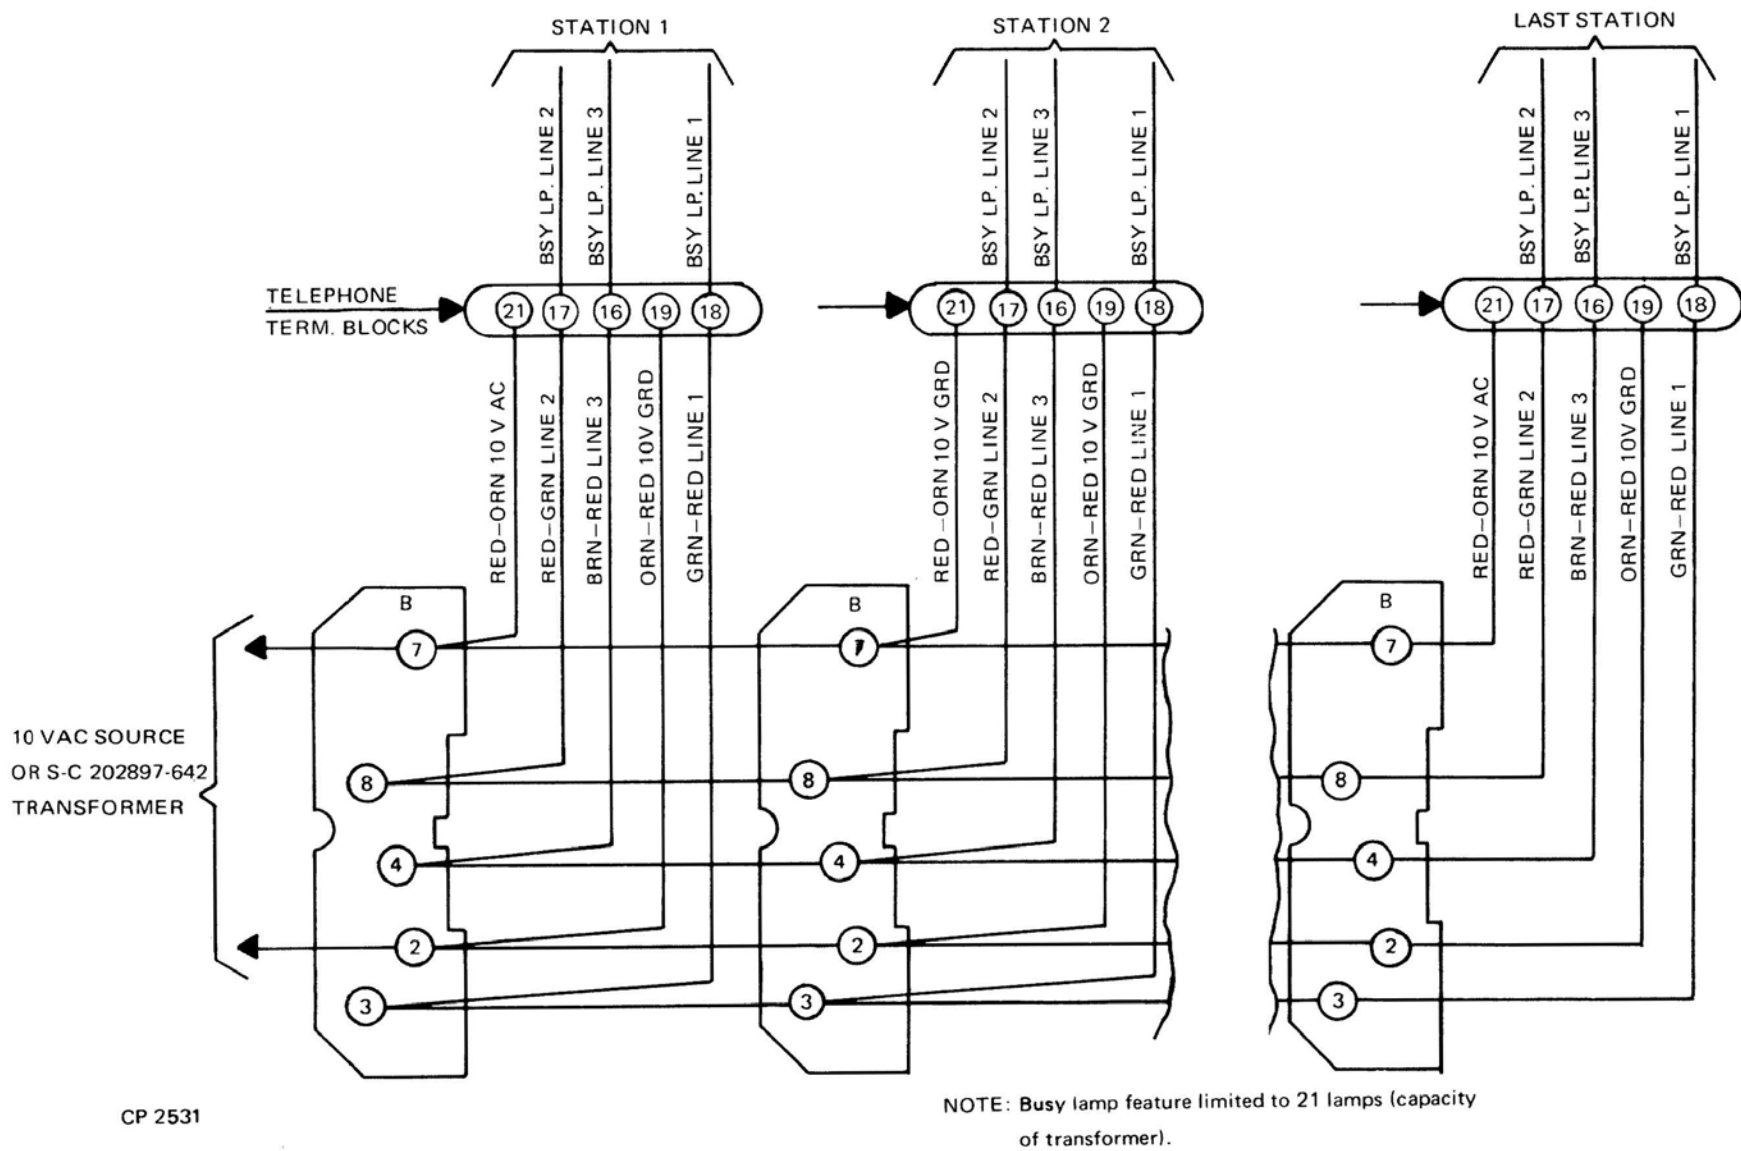 STATION 1
STATION 2
LAST STATION
BSY LP. LINE 2
BSY LP. LINE 3
BSY LP. LINE 1
BSY LP. LINE 2
BSY LP. LINE 3
BSY LP. LINE 1
BSY LP. LINE 2
BSY LP. LINE 3
BSY LP. LINE 1
TELEPHONE
TERM. BLOCKS
21 17 16 19 18
21 17 16 19 18
21 17 16 19 18
RED-ORN 10 V AC
RED-GRN LINE 2
BRN-RED LINE 3
ORN-RED 10V GRD
GRN-RED LINE 1
RED-ORN 10 V GRD
RED-GRN LINE 2
BRN-RED LINE 3
ORN-RED 10V GRD
GRN-RED LINE 1
RED-ORN 10 V AC
RED-GRN LINE 2
BRN-RED LINE 3
ORN-RED 10V GRD
GRN-RED LINE 1
B
7
8
4
2
3
B
7
8
4
2
3
B
7
8
4
2
3
10 VAC SOURCE
OR S-C 202897-642
TRANSFORMER
CP 2531
NOTE: Busy lamp feature limited to 21 lamps (capacity
of transformer).